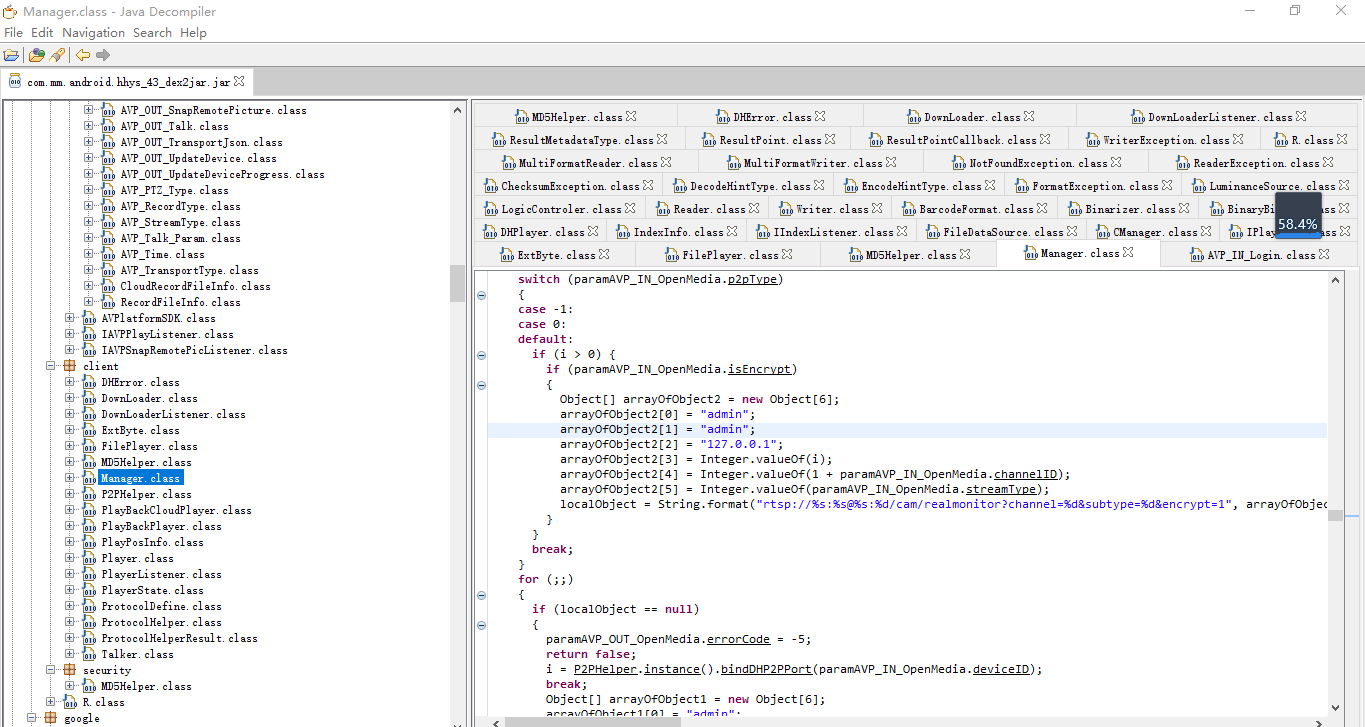 Manager.class - Java Decompiler
File Edit Navigation Search Help
com.mm.android.hhys_43_dex2jar.jar
AVP_OUT_SnapRemotePicture.class
AVP_OUT_Talk.class
AVP_OUT_TransportJson.class
AVP_OUT_UpdateDevice.class
AVP_OUT_UpdateDeviceProgress.class
AVP_PTZ_Type.class
AVP_RecordType.class
AVP_StreamType.class
AVP_Talk_Param.class
AVP_Time.class
AVP_TransportType.class
CloudRecordFileInfo.class
RecordFileInfo.class
AVPlatformSDK.class
IAVPPlayListener.class
IAVPSnapRemotePicListener.class
client
DHError.class
DownLoader.class
DownLoaderListener.class
ExtByte.class
FilePlayer.class
MD5Helper.class
Manager.class
P2PHelper.class
PlayBackCloudPlayer.class
PlayBackPlayer.class
PlayPosInfo.class
Player.class
PlayerListener.class
PlayerState.class
ProtocolDefine.class
ProtocolHelper.class
ProtocolHelperResult.class
Talker.class
security
MD5Helper.class
R.class
google
MD5Helper.class DHError.class DownLoader.class DownLoaderListener.class
ResultMetadataType.class ResultPoint.class ResultPointCallback.class WriterException.class R.class
MultiFormatReader.class MultiFormatWriter.class NotFoundException.class ReaderException.class
ChecksumException.class DecodeHintType.class EncodeHintType.class FormatException.class LuminanceSource.class
LogicControler.class Reader.class Writer.class BarcodeFormat.class Binarizer.class
DHPlayer.class IndexInfo.class IIndexListener.class FileDataSource.class CManager.class
58.4%
ExtByte.class FilePlayer.class MD5Helper.class Manager.class AVP_IN_Login.class
switch (paramAVP_IN_OpenMedia.p2pType)
{
case -1:
case 0:
default:
if (i > 0) {
if (paramAVP_IN_OpenMedia.isEncrypt)
{
Object[] arrayOfObject2 = new Object[6];
arrayOfObject2[0] = "admin";
arrayOfObject2[1] = "admin";
arrayOfObject2[2] = "127.0.0.1";
arrayOfObject2[3] = Integer.valueOf(i);
arrayOfObject2[4] = Integer.valueOf(1 + paramAVP_IN_OpenMedia.channelID);
arrayOfObject2[5] = Integer.valueOf(paramAVP_IN_OpenMedia.streamType);
localObject = String.format("rtsp://%s:%s@%s:%d/cam/realmonitor?channel=%d&subtype=%d&encrypt=1", arrayOfObjec
}
}
break;
}
for (;;)
{
if (localObject == null)
{
paramAVP_OUT_OpenMedia.errorCode = -5;
return false;
i = P2PHelper.instance().bindDHP2PPort(paramAVP_IN_OpenMedia.deviceID);
break;
Object[] arrayOfObject1 = new Object[6];
arrayOfObject1[0] = "admin";